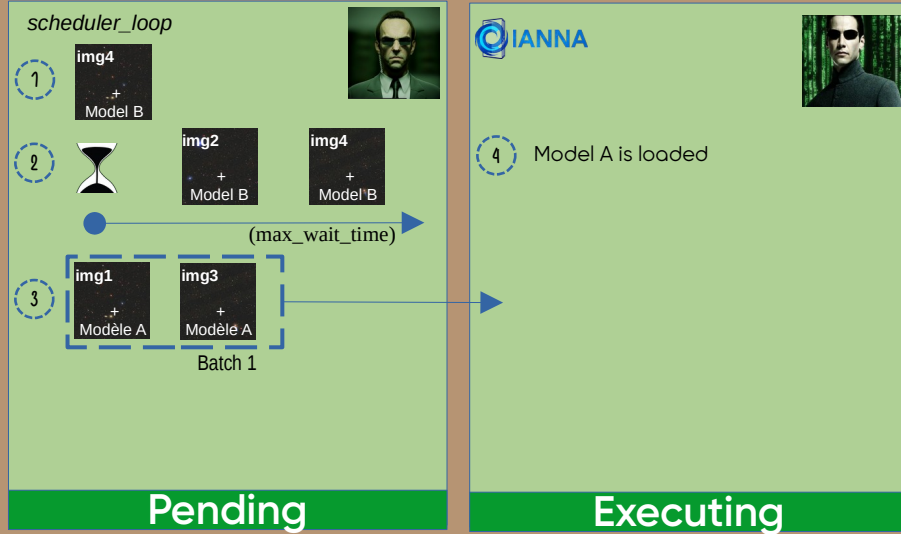 scheduler_loop
1
img4
+
Model B
2
img2
+
Model B
img4
+
Model B
(max_wait_time)
3
img1
+
Modèle A
img3
+
Modèle A
Batch 1
Pending
CIANNA
4 Model A is loaded
Executing